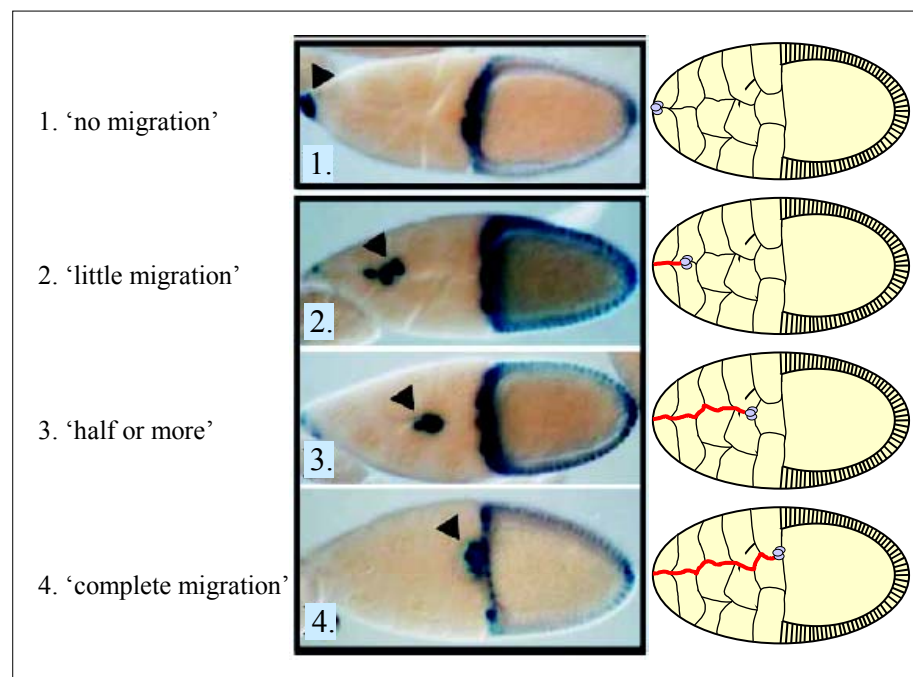 1. ‘no migration’
1.
2. ‘little migration’
2.
3. ‘half or more’
3.
4. ‘complete migration’
4.